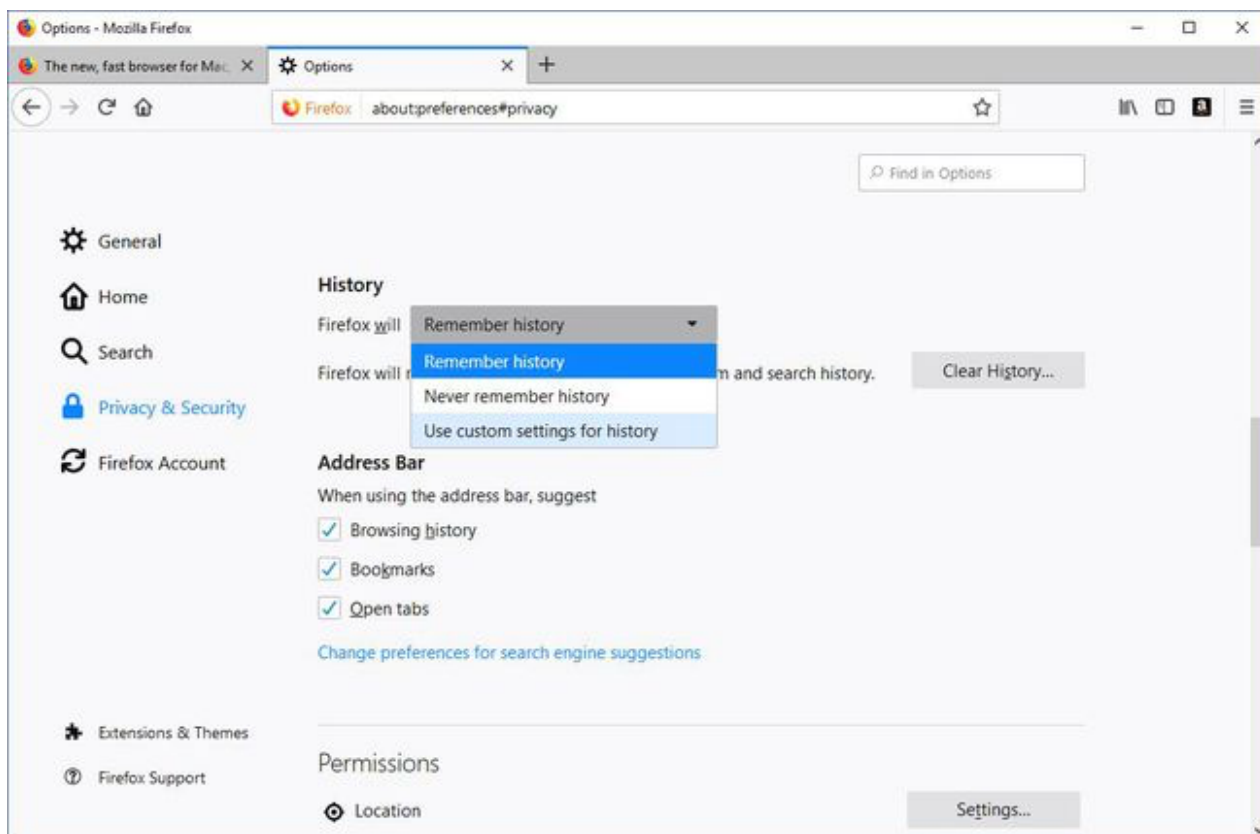 Options - Mozilla Firefox
The new, fast browser for Mac,
Options
Firefox about:preferences#privacy
Find in Options
General
Home
Search
Privacy & Security
Firefox Account
History
Firefox will Remember history
Remember history
Never remember history
Use custom settings for history
Firefox will m and search history.
Clear History...
Address Bar
When using the address bar, suggest
Browsing history
Bookmarks
Open tabs
Change preferences for search engine suggestions
Extensions & Themes
Firefox Support
Permissions
Location
Settings...